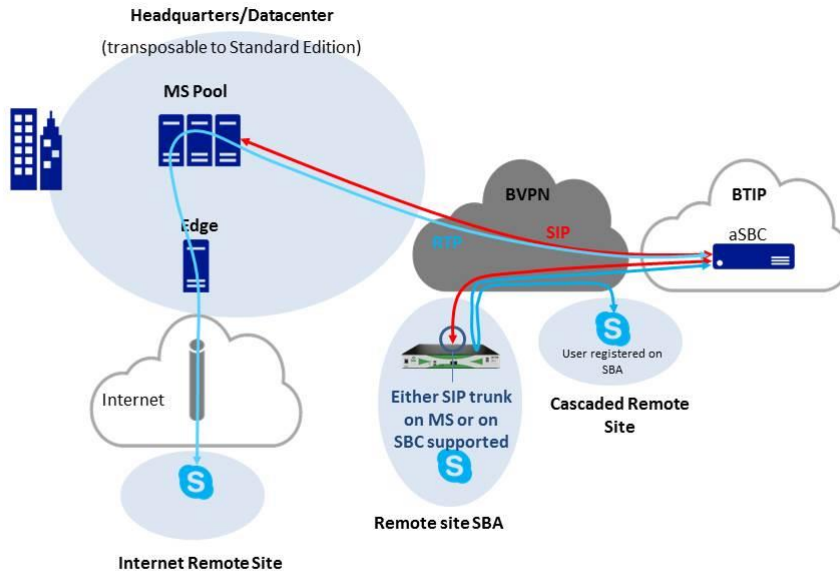 Headquarters/Datacenter
(transposable to Standard Edition)
MS Pool
BVPN
BTIP
aSBC
Edge
RTP
SIP
Internet
S
User registered on
SBA
Either SIP trunk
on MS or on
SBC supported
Cascaded Remote
Site
S
S
Remote site SBA
Internet Remote Site